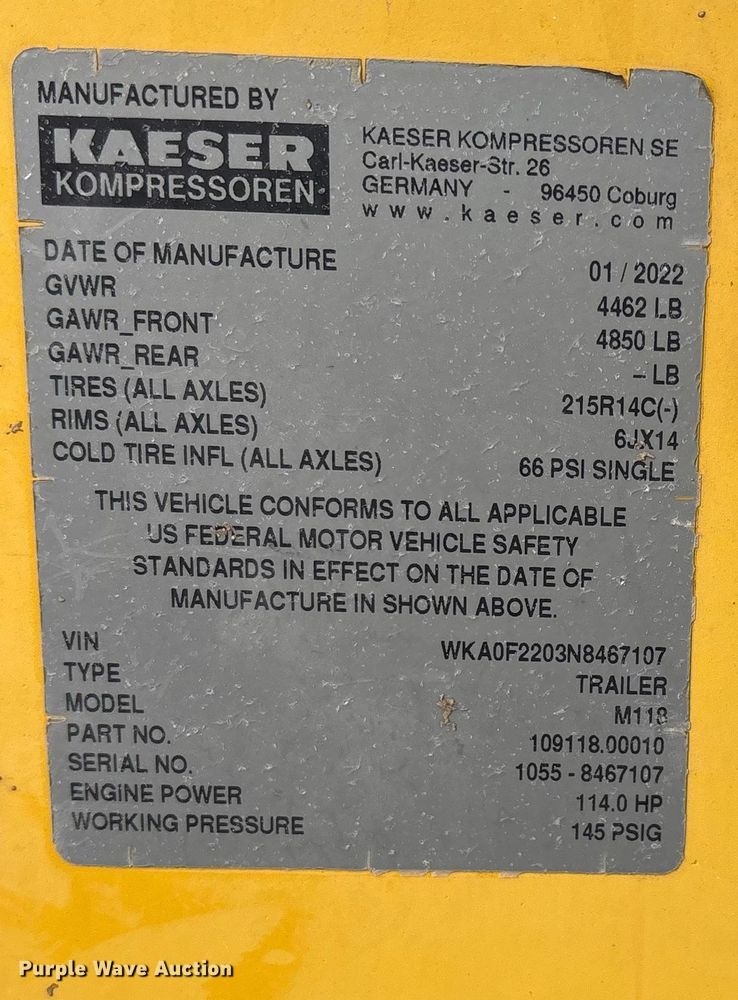 MANUFACTURED BY
KAESER
KOMPRESSOREN
KAESER KOMPRESSOREN SE
Carl-Kaeser-Str. 26
GERMANY - 96450 Coburg
www.kaeser.com
DATE OF MANUFACTURE 01 / 2022
GVWR 4462 LB
GAWR_FRONT 4850 LB
GAWR_REAR – LB
TIRES (ALL AXLES) 215R14C(-)
RIMS (ALL AXLES) 6JX14
COLD TIRE INFL (ALL AXLES) 66 PSI SINGLE
THIS VEHICLE CONFORMS TO ALL APPLICABLE
US FEDERAL MOTOR VEHICLE SAFETY
STANDARDS IN EFFECT ON THE DATE OF
MANUFACTURE IN SHOWN ABOVE.
VIN WKA0F2203N8467107
TYPE TRAILER
MODEL M118
PART NO. 109118.00010
SERIAL NO. 1055 - 8467107
ENGINE POWER 114.0 HP
WORKING PRESSURE 145 PSIG
Purple Wave Auction